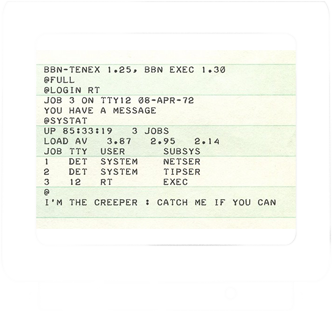 BBN-TENEX 1.25, BBN EXEC 1.30
@FULL
@LOGIN RT
JOB 3 ON TTY12 08-APR-72
YOU HAVE A MESSAGE
@SYSTAT
UP 85:33:19   3 JOBS
LOAD AV   3.87   2.95   2.14
JOB TTY  USER      SUBSYS
1   DET  SYSTEM    NETSER
2   DET  SYSTEM    TIPSER
3   12   RT        EXEC
@
I'M THE CREEPER : CATCH ME IF YOU CAN